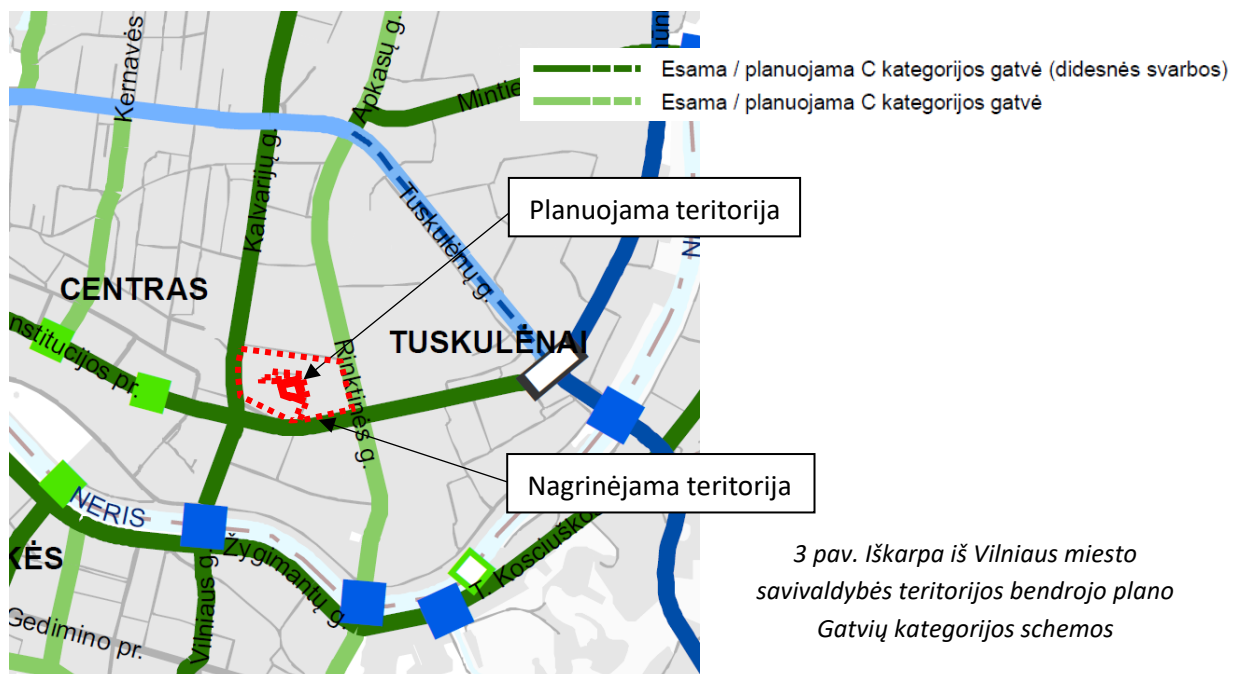 Kernavės
Apkasų g.
Esama / planuojama C kategorijos gatvė (didesnės svarbos)
Esama / planuojama C kategorijos gatvė
Kalvarijų g.
Planuojama teritorija
Tuskulėnų g.
CENTRAS
TUSKULĖNAI
nstitucijos pr.
Rinktinės g.
Nagrinėjama teritorija
NERIS
T. Kosciuškos
Žygimantų g.
KĖS
Vilniaus g.
Gedimino pr.
3 pav. Iškarpa iš Vilniaus miesto
savivaldybės teritorijos bendrojo plano
Gatvių kategorijos schemos